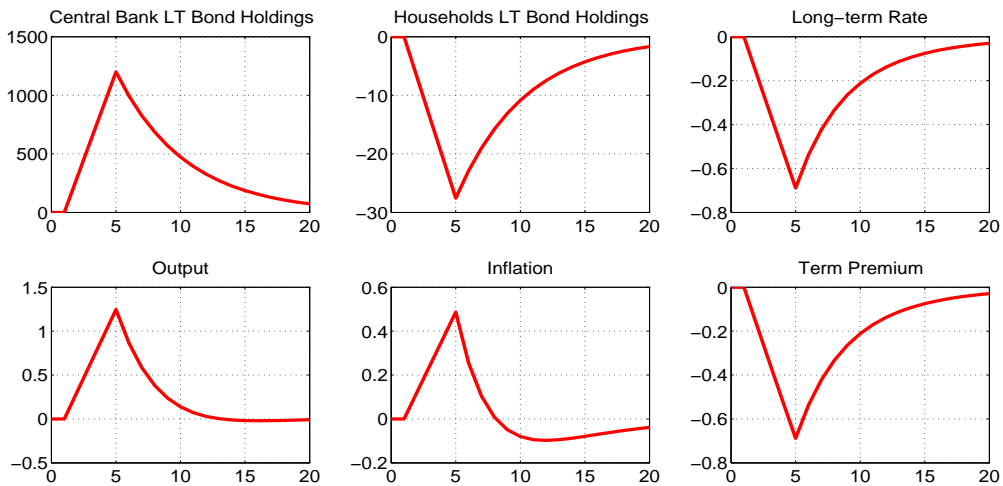 Central Bank LT Bond Holdings
1500
1000
500
0
0 5 10 15 20
Households LT Bond Holdings
0
−10
−20
−30
0 5 10 15 20
Long−term Rate
0
−0.2
−0.4
−0.6
−0.8
0 5 10 15 20
Output
1.5
1
0.5
0
−0.5
0 5 10 15 20
Inflation
0.6
0.4
0.2
0
−0.2
0 5 10 15 20
Term Premium
0
−0.2
−0.4
−0.6
−0.8
0 5 10 15 20